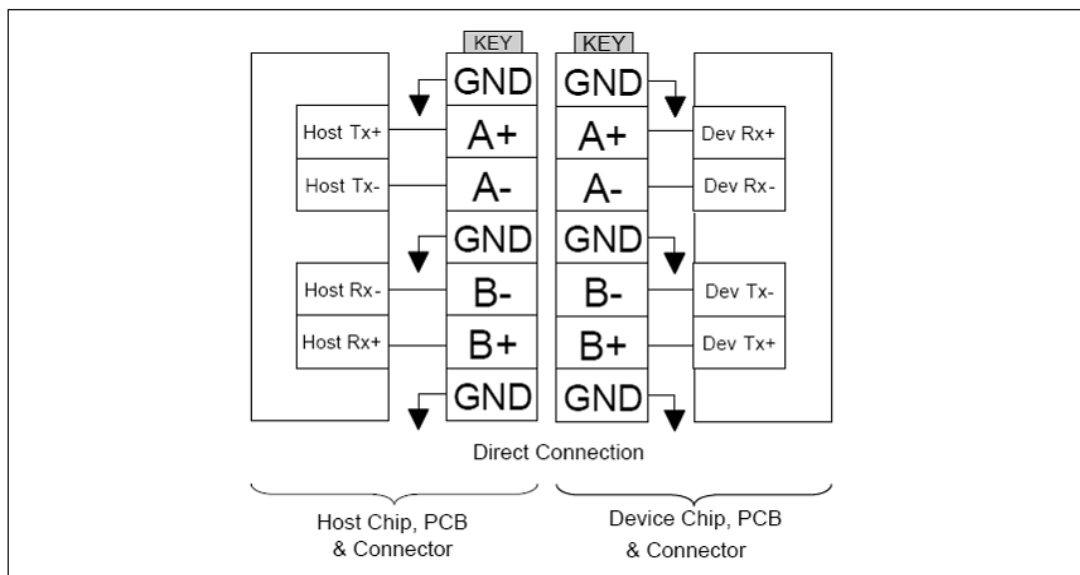 KEY KEY
GND GND
Host Tx+ A+ A+ Dev Rx+
Host Tx- A- A- Dev Rx-
GND GND
Host Rx- B- B- Dev Tx-
Host Rx+ B+ B+ Dev Tx+
GND GND
Direct Connection
Host Chip, PCB
& Connector
Device Chip, PCB
& Connector